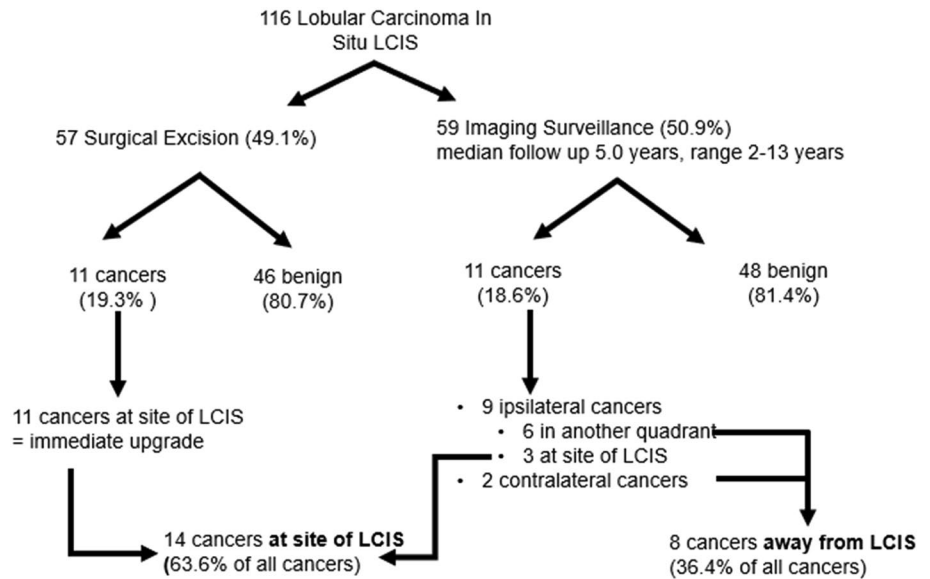 116 Lobular Carcinoma In
Situ LCIS
57 Surgical Excision (49.1%)
59 Imaging Surveillance (50.9%)
median follow up 5.0 years, range 2-13 years
11 cancers
(19.3% )
46 benign
(80.7%)
11 cancers
(18.6%)
48 benign
(81.4%)
11 cancers at site of LCIS
= immediate upgrade
• 9 ipsilateral cancers
• 6 in another quadrant
• 3 at site of LCIS
• 2 contralateral cancers
14 cancers at site of LCIS
(63.6% of all cancers)
8 cancers away from LCIS
(36.4% of all cancers)